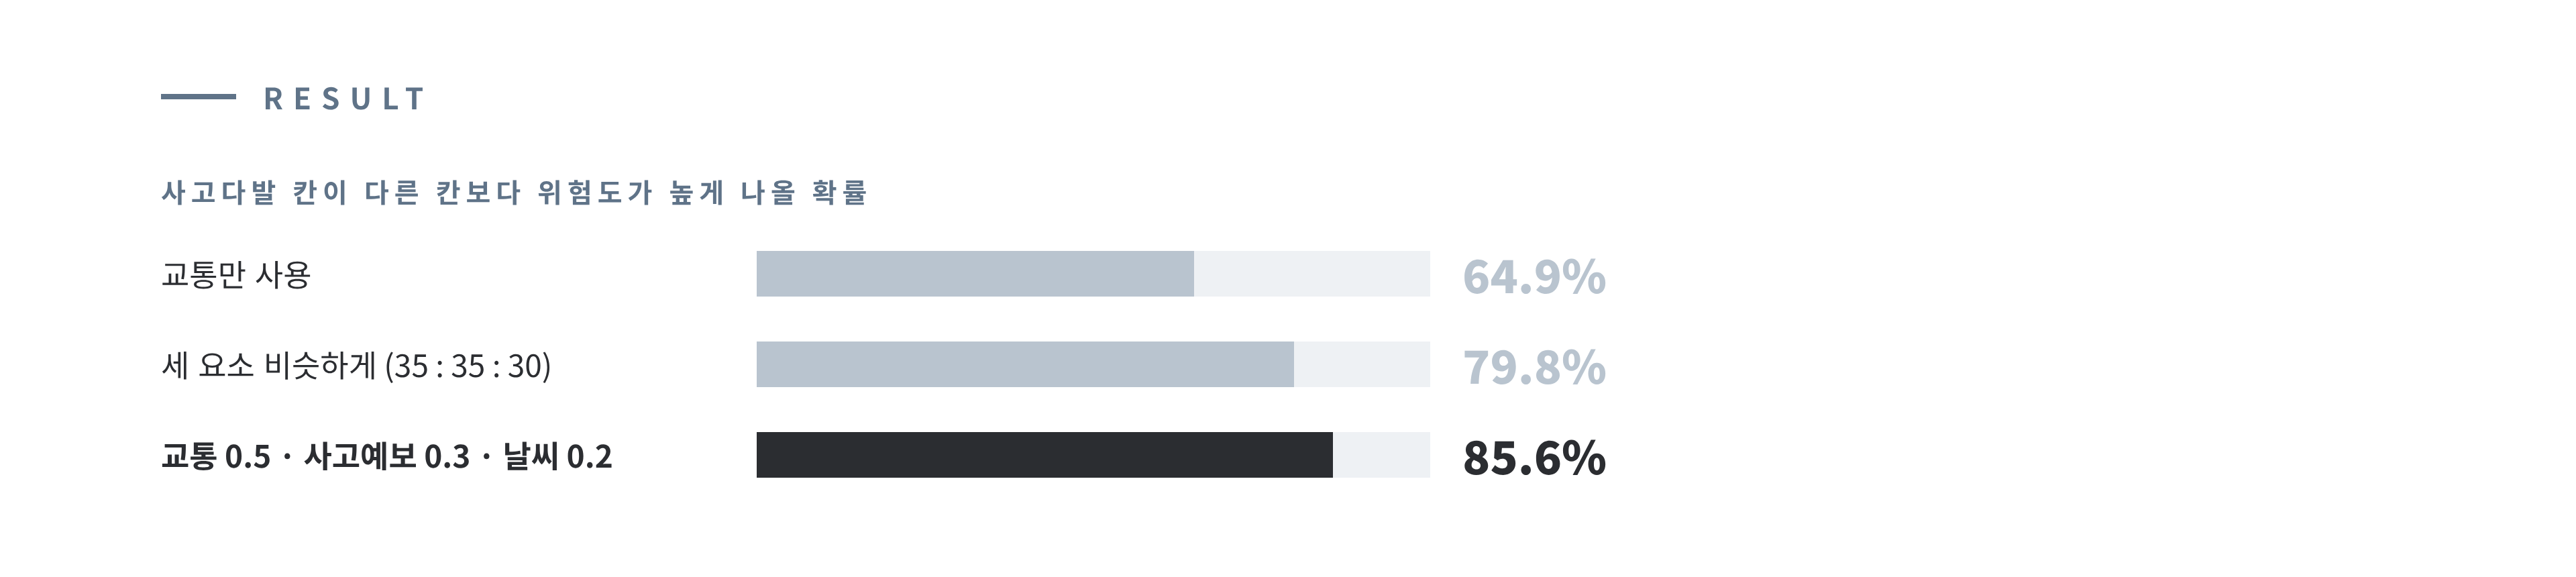 RESULT
사고다발 칸이 다른 칸보다 위험도가 높게 나올 확률
교통만 사용 64.9%
세 요소 비슷하게 (35 : 35 : 30) 79.8%
교통 0.5 · 사고예보 0.3 · 날씨 0.2 85.6%